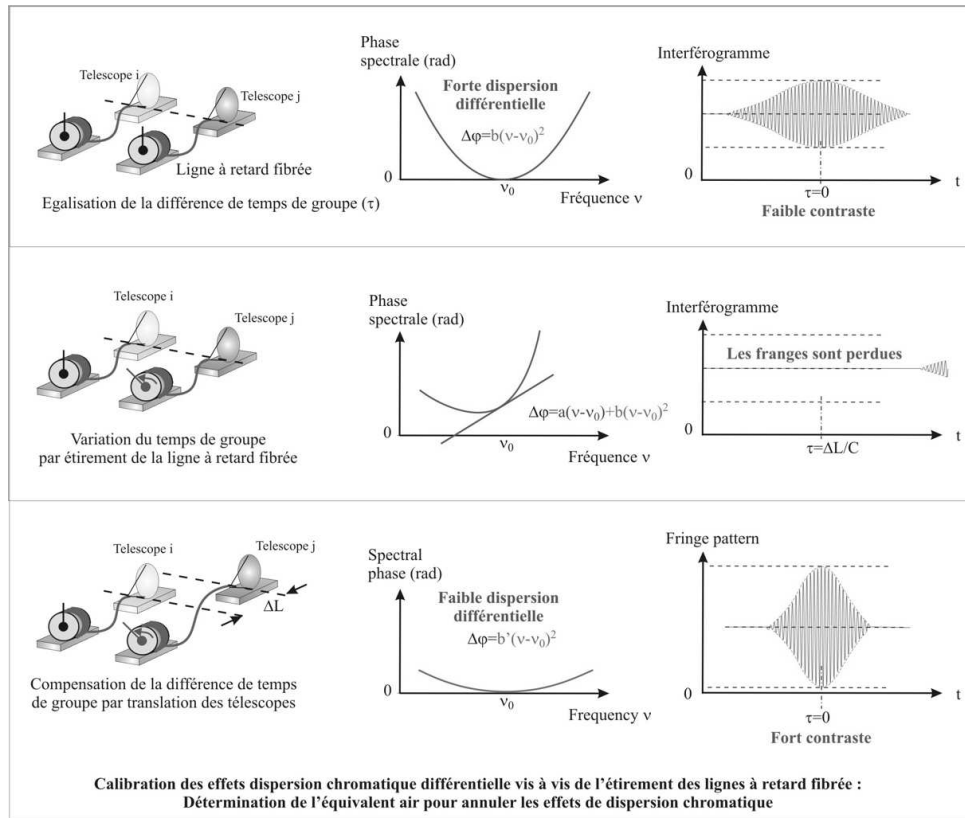 Telescope i
Telescope j
Ligne à retard fibrée
Egalisation de la différence de temps de groupe (τ)
Phase
spectrale (rad)
Forte dispersion
différentielle
Δφ=b(ν-ν₀)²
0
ν₀
Fréquence ν
Interférogramme
0
t
τ=0
Faible contraste
Telescope i
Telescope j
Variation du temps de groupe
par étirement de la ligne à retard fibrée
Phase
spectrale (rad)
Δφ=a(ν-ν₀)+b(ν-ν₀)²
0
ν₀
Fréquence ν
Interférogramme
Les franges sont perdues
0
t
τ=ΔL/C
Telescope i
Telescope j
ΔL
Compensation de la différence de temps
de groupe par translation des télescopes
Spectral
phase (rad)
Faible dispersion
différentielle
Δφ=b'(ν-ν₀)²
0
ν₀
Frequency ν
Fringe pattern
0
t
τ=0
Fort contraste
Calibration des effets dispersion chromatique différentielle vis à vis de l'étirement des lignes à retard fibrée :
Détermination de l'équivalent air pour annuler les effets de dispersion chromatique